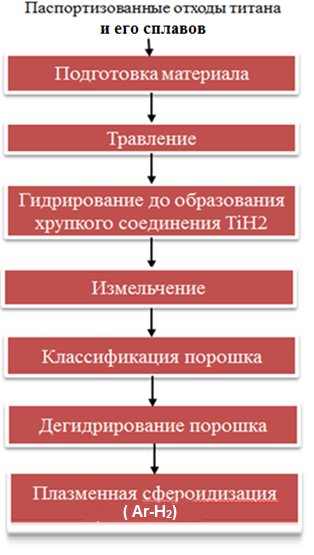 Паспортизованные отходы титана
и его сплавов
Подготовка материала
Травление
Гидрирование до образования
хрупкого соединения TiH2
Измельчение
Классификация порошка
Дегидрирование порошка
Плазменная сфероидизация
( Ar-H₂)